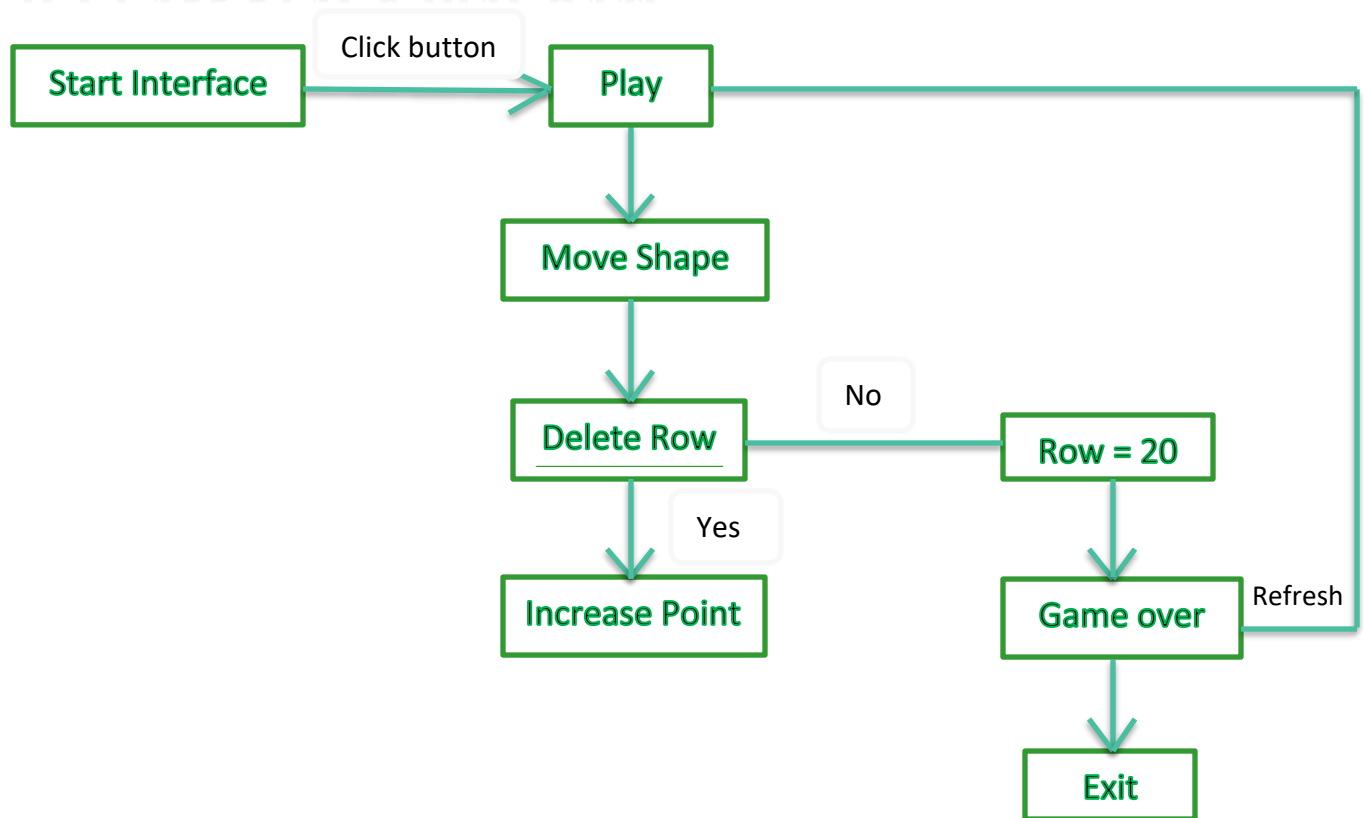 Start Interface
Click button
Play
Move Shape
Delete Row
No
Row = 20
Yes
Increase Point
Game over
Refresh
Exit